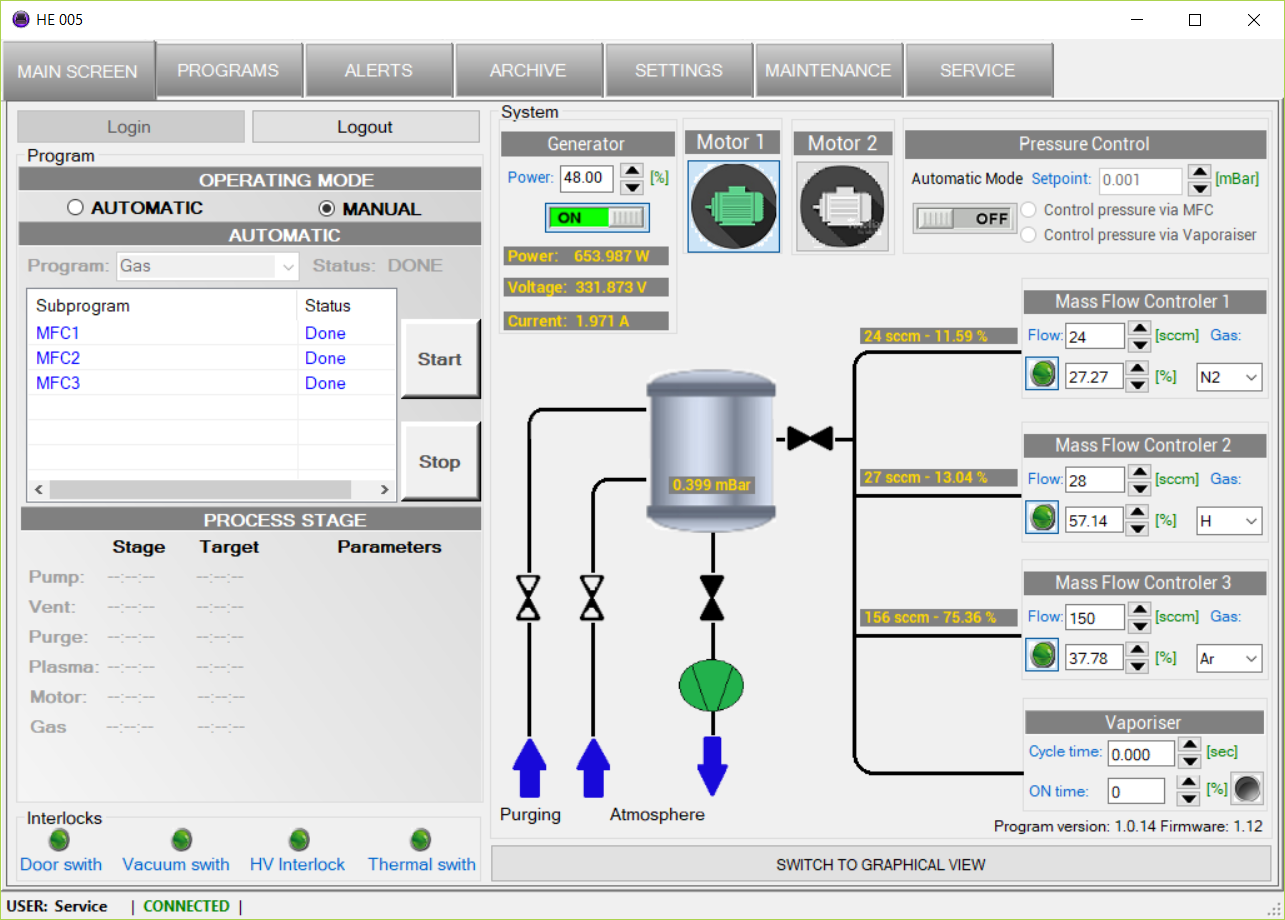 HE 005
MAIN SCREEN PROGRAMS ALERTS ARCHIVE SETTINGS MAINTENANCE SERVICE
Login Logout
Program
OPERATING MODE
AUTOMATIC MANUAL
AUTOMATIC
Program: Gas Status: DONE
Subprogram Status
MFC1 Done
MFC2 Done
MFC3 Done
Start
Stop
PROCESS STAGE
Stage Target Parameters
Pump: --:--:-- --:--:--
Vent: --:--:-- --:--:--
Purge: --:--:-- --:--:--
Plasma: --:--:-- --:--:--
Motor: --:--:-- --:--:--
Gas --:--:-- --:--:--
Interlocks
Door swith Vacuum swith HV Interlock Thermal swith
System
Generator
Power: 48.00 [%]
ON
Power: 653.987 W
Voltage: 331.873 V
Current: 1.971 A
Motor 1
Motor 2
Pressure Control
Automatic Mode Setpoint: 0.001 [mBar]
OFF
Control pressure via MFC
Control pressure via Vaporaiser
Mass Flow Controler 1
24 sccm - 11.59 %
Flow: 24 [sccm] Gas:
27.27 [%] N2
0.399 mBar
Mass Flow Controler 2
27 sccm - 13.04 %
Flow: 28 [sccm] Gas:
57.14 [%] H
Mass Flow Controler 3
156 sccm - 75.36 %
Flow: 150 [sccm] Gas:
37.78 [%] Ar
Vaporiser
Cycle time: 0.000 [sec]
ON time: 0 [%]
Purging Atmosphere
Program version: 1.0.14 Firmware: 1.12
SWITCH TO GRAPHICAL VIEW
USER: Service | CONNECTED |